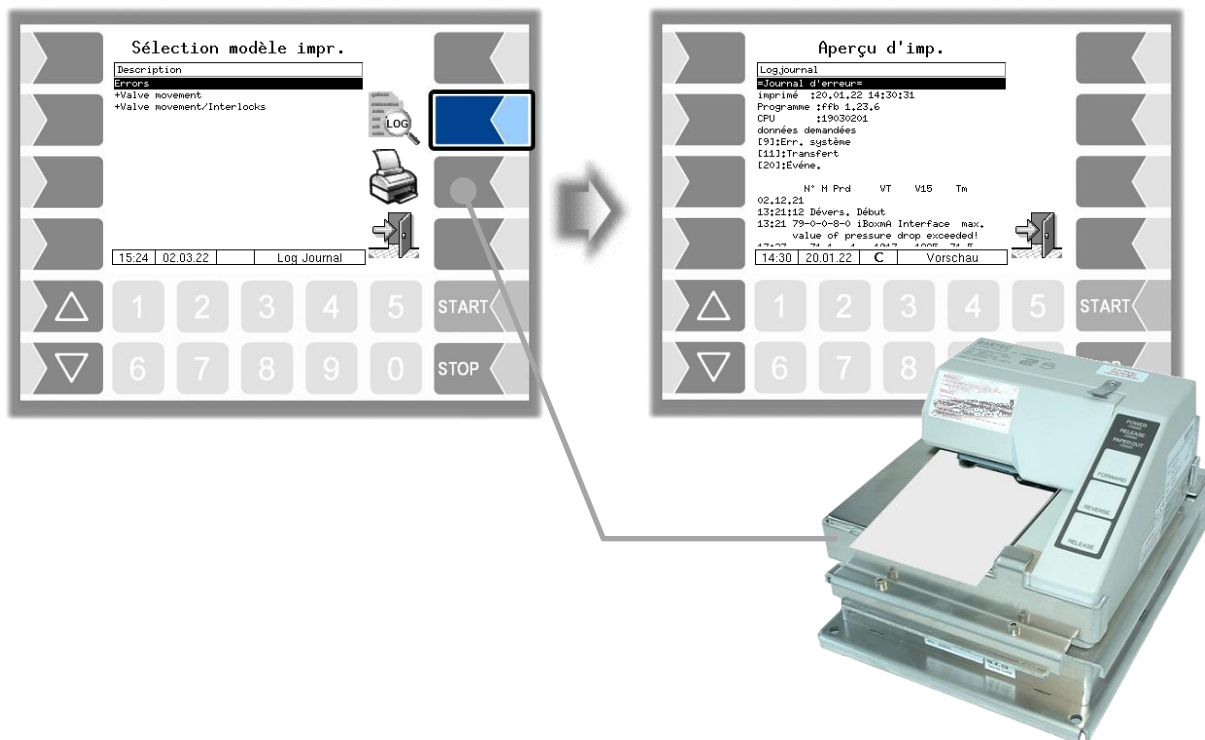 Sélection modèle impr.
Description
Errors
+Valve movement
+Valve movement/Interlocks
LOG
15:24 02.03.22 Log Journal
1 2 3 4 5 START
6 7 8 9 0 STOP
Aperçu d'imp.
Logjournal
=Journal d'erreur=
imprimé :20.01.22 14:30:31
Programme :ffb 1.23.6
CPU :19030201
données demandées
[9]:Err. système
[11]:Transfert
[20]:Événe.
N° M Prd VT V15 Tm
02.12.21
13:21:12 Dévers. Début
13:21 79-0-0-8-0 iBoxmA Interface max.
value of pressure drop exceeded!
14:30 20.01.22 C Vorschau
1 2 3 4 5 START
6 7 8
BARTEC
POWER
RELEASE
PAPER OUT
FORWARD
REVERSE
RELEASE